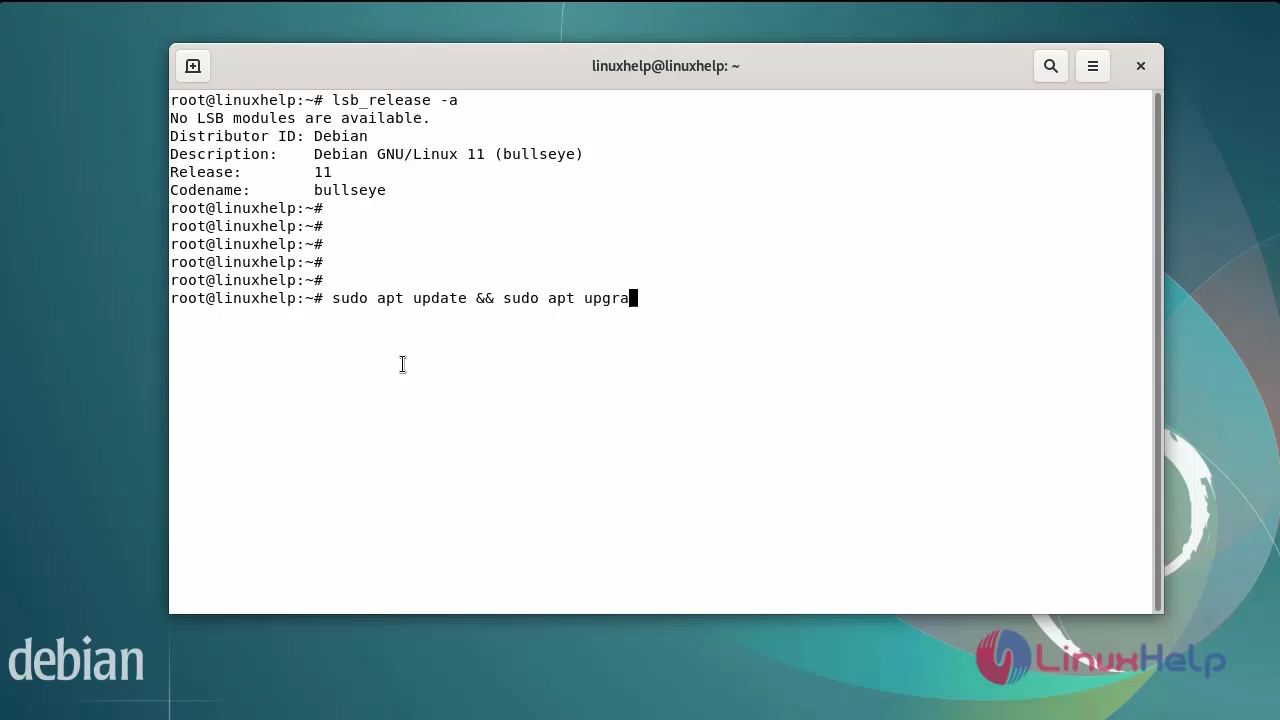 linuxhelp@linuxhelp: ~
root@linuxhelp:~# lsb_release -a
No LSB modules are available.
Distributor ID: Debian
Description:    Debian GNU/Linux 11 (bullseye)
Release:        11
Codename:       bullseye
root@linuxhelp:~#
root@linuxhelp:~#
root@linuxhelp:~#
root@linuxhelp:~#
root@linuxhelp:~#
root@linuxhelp:~# sudo apt update && sudo apt upgra
debian
LinuxHelp